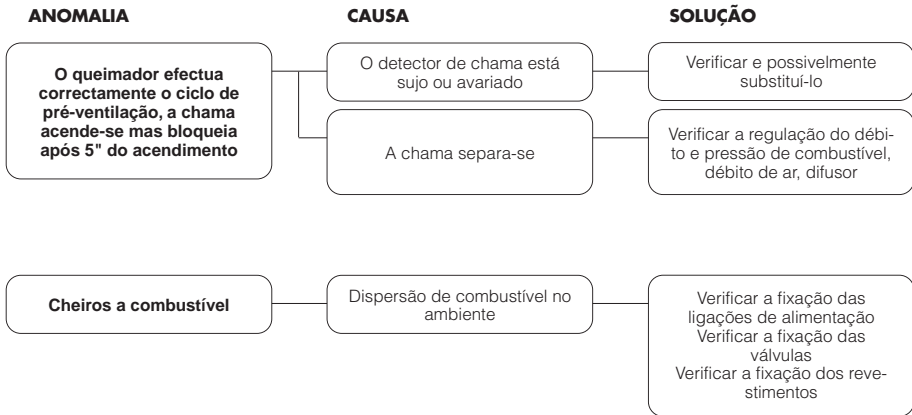 ANOMALIA
CAUSA
SOLUÇÃO
O queimador efectua
correctamente o ciclo de
pré-ventilação, a chama
acende-se mas bloqueia
após 5" do acendimento
O detector de chama está
sujo ou avariado
Verificar e possivelmente
substituí-lo
A chama separa-se
Verificar a regulação do débi-
to e pressão de combustível,
débito de ar, difusor
Cheiros a combustível
Dispersão de combustível no
ambiente
Verificar a fixação das
ligações de alimentação
Verificar a fixação das
válvulas
Verificar a fixação dos reve-
stimentos